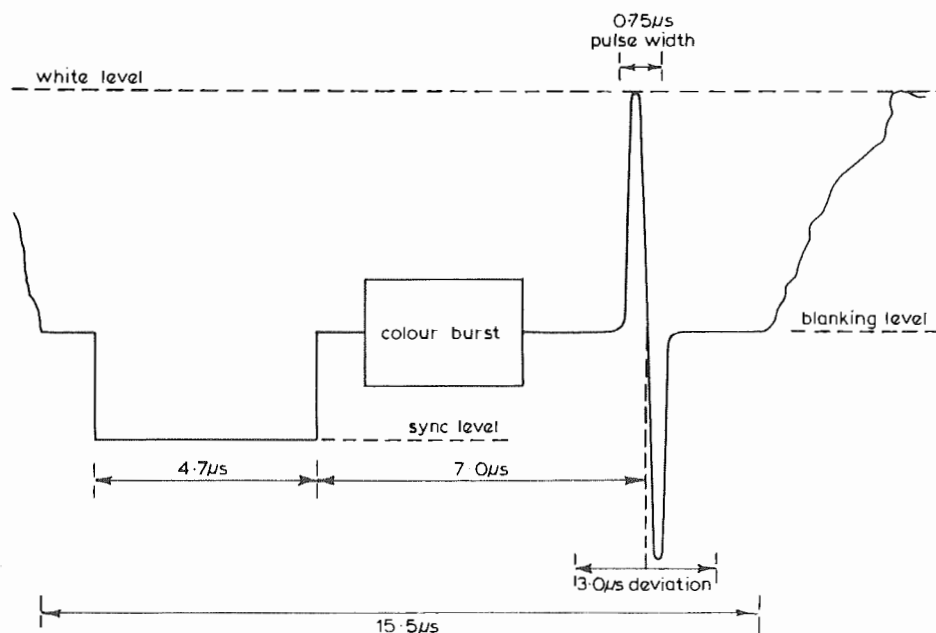 0·75µs
pulse width
white level
colour burst
blanking level
sync level
4·7µs
7·0µs
3·0µs deviation
15·5µs